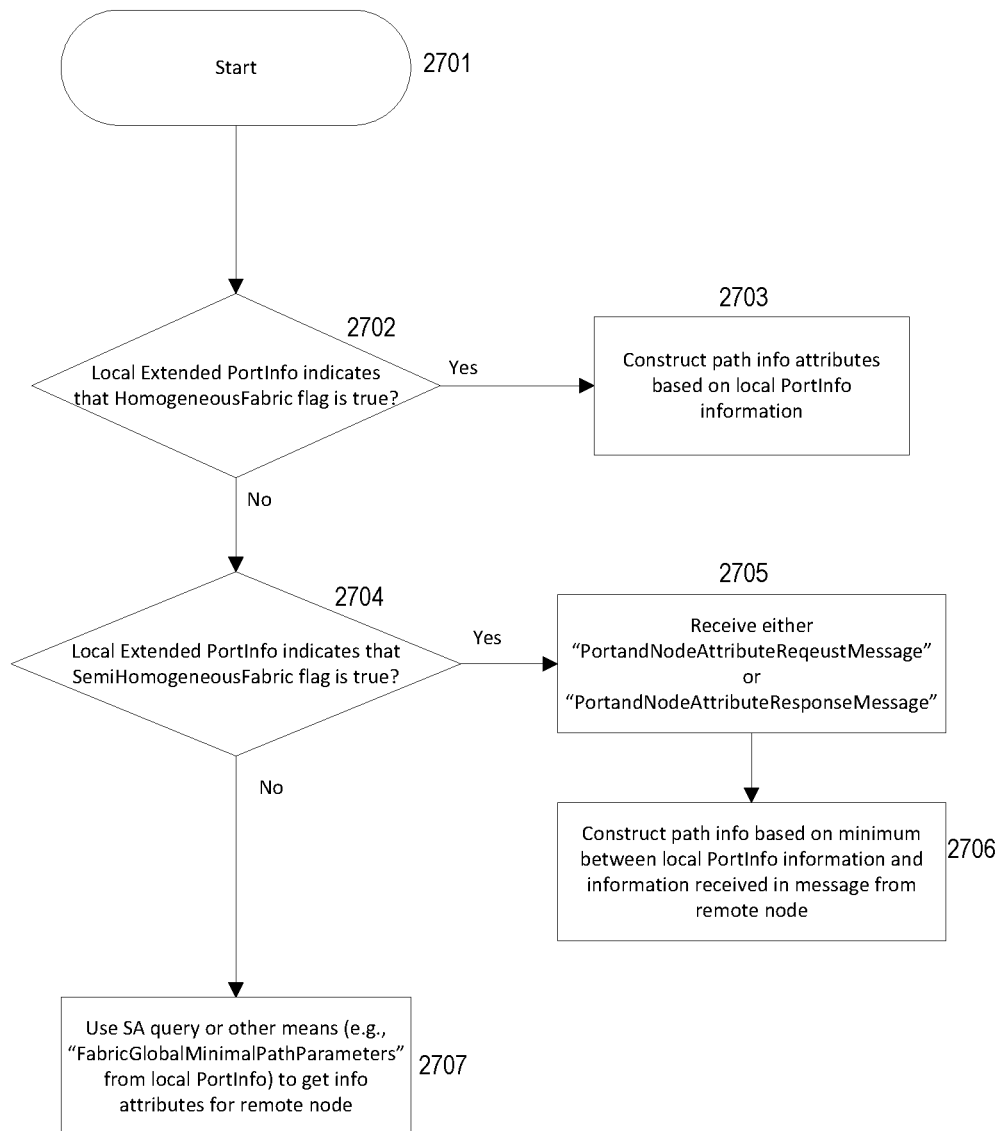 Start
2701
2702
Local Extended PortInfo indicates
that HomogeneousFabric flag is true?
Yes
2703
Construct path info attributes
based on local PortInfo
information
No
2704
Local Extended PortInfo indicates that
SemiHomogeneousFabric flag is true?
Yes
2705
Receive either
“PortandNodeAttributeReqeustMessage”
or
“PortandNodeAttributeResponseMessage”
No
Construct path info based on minimum
between local PortInfo information and
information received in message from
remote node
2706
Use SA query or other means (e.g.,
“FabricGlobalMinimalPathParameters”
from local PortInfo) to get info
attributes for remote node
2707